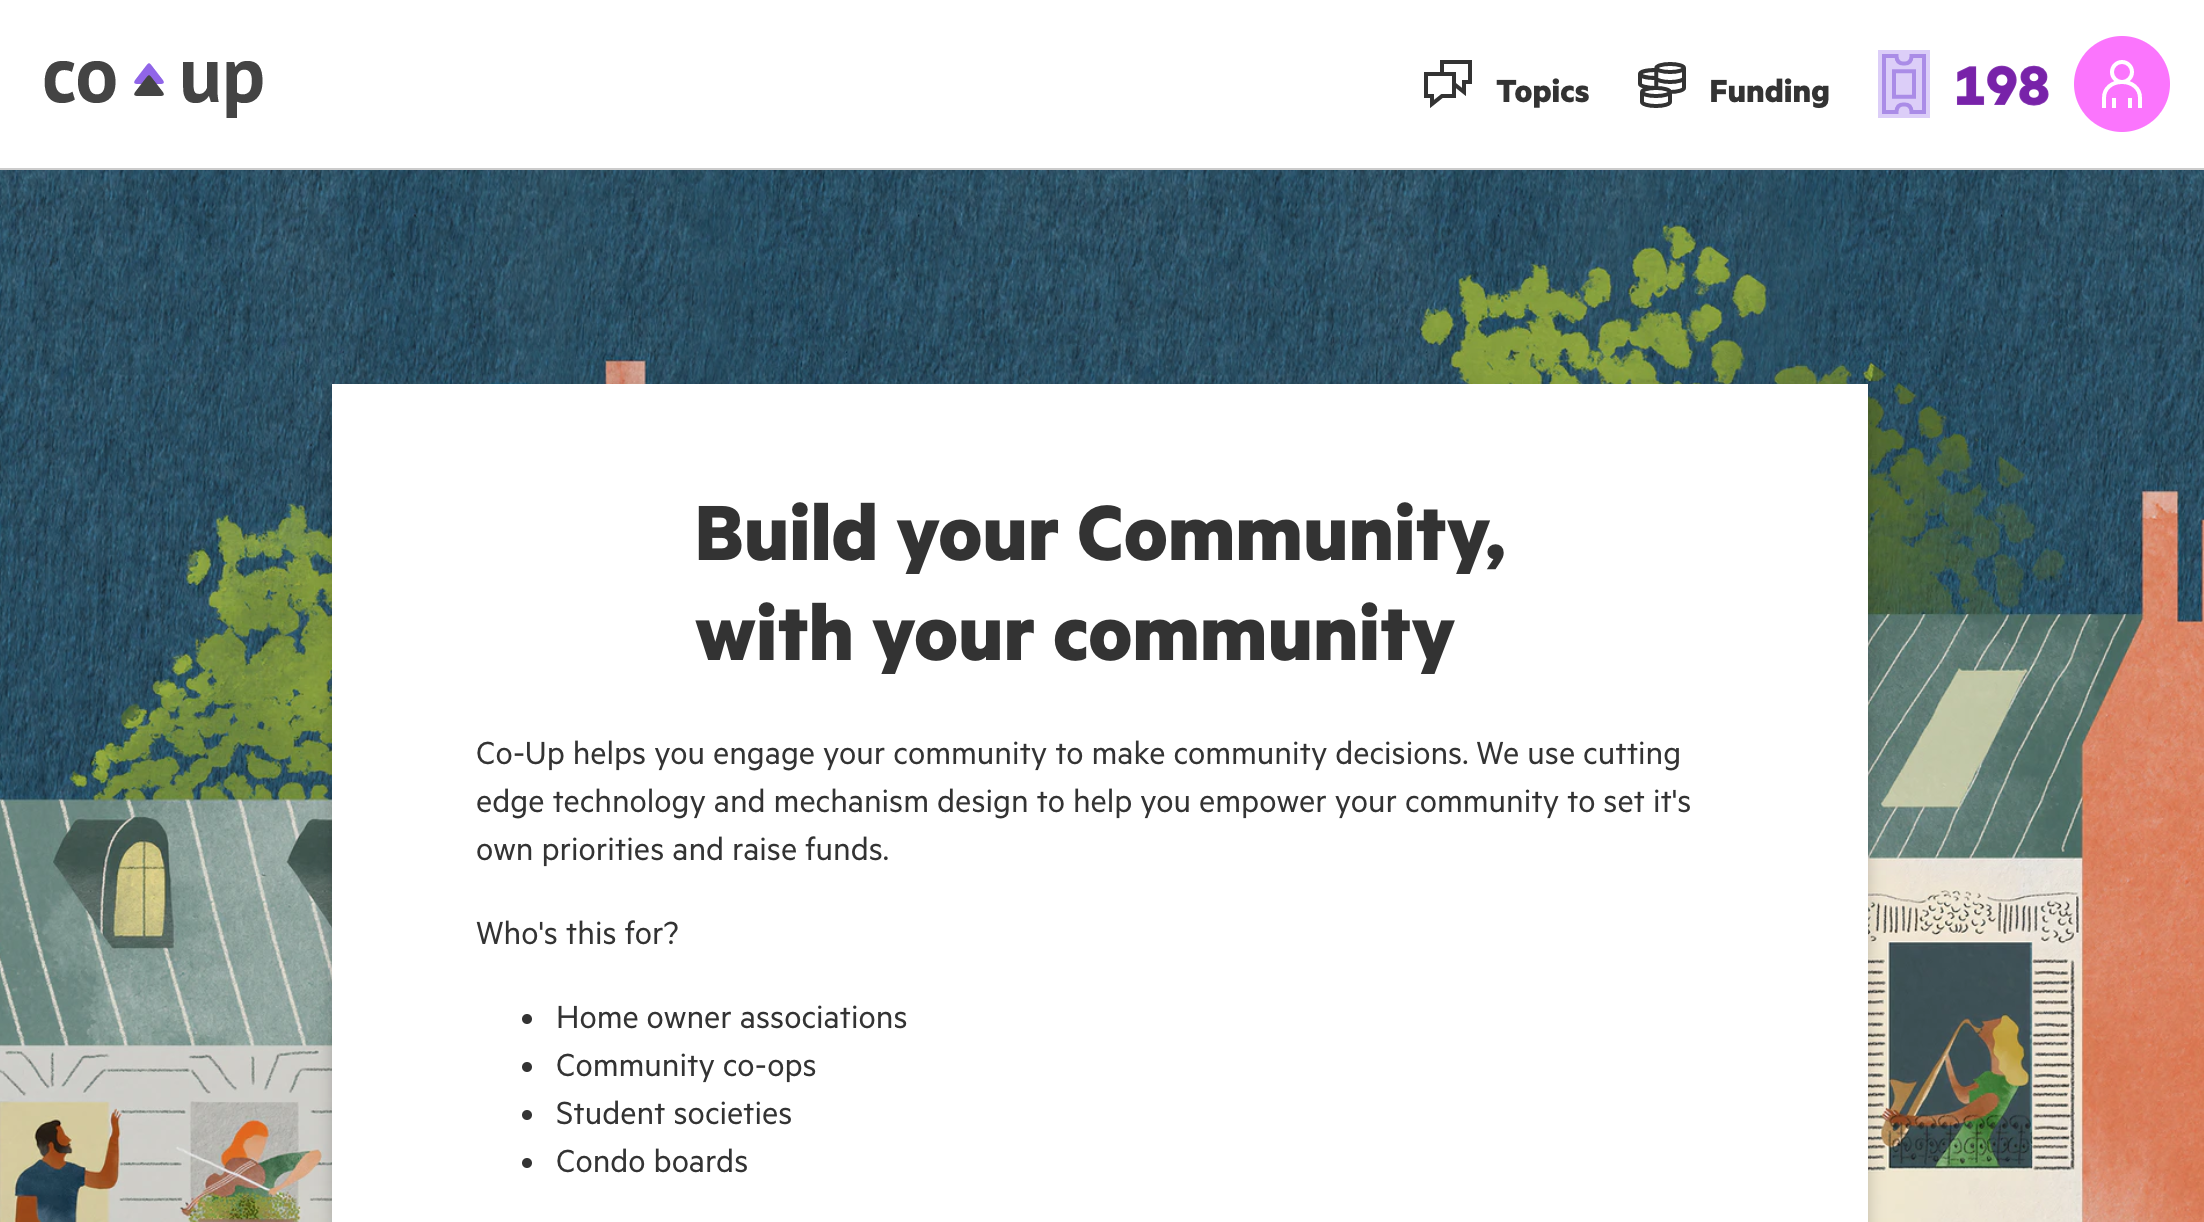 co up
Topics
Funding
198
Build your Community,
with your community
Co-Up helps you engage your community to make community decisions. We use cutting
edge technology and mechanism design to help you empower your community to set it's
own priorities and raise funds.
Who's this for?
• Home owner associations
• Community co-ops
• Student societies
• Condo boards